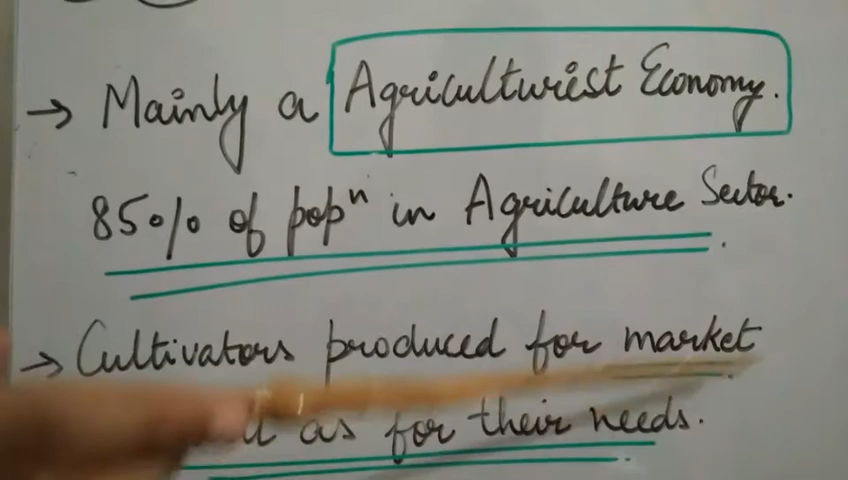 → Mainly a Agriculturist Economy.
85% of popⁿ in Agriculture Sector.
→ Cultivators produced for market
as for their needs.